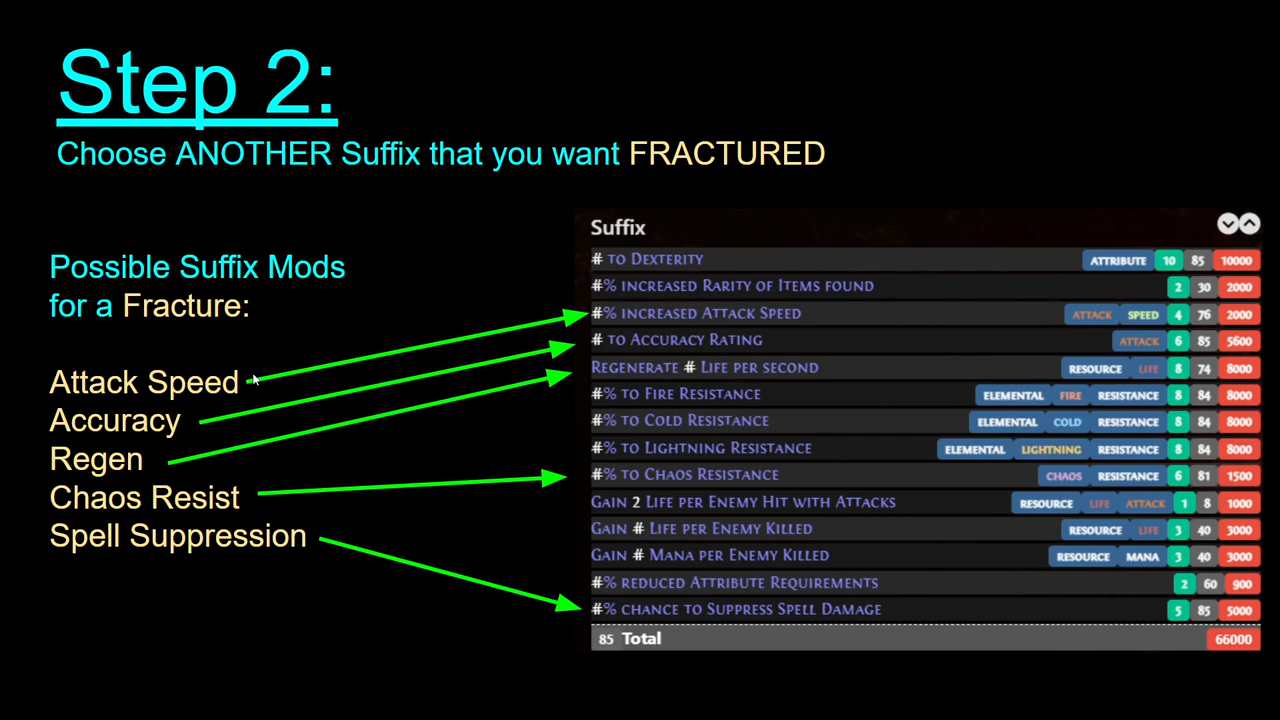 Step 2:
Choose ANOTHER Suffix that you want FRACTURED
Possible Suffix Mods
for a Fracture:
Attack Speed
Accuracy
Regen
Chaos Resist
Spell Suppression
Suffix
# to Dexterity ATTRIBUTE 10 85 10000
#% increased Rarity of Items found 2 30 2000
#% increased Attack Speed ATTACK SPEED 4 76 2000
# to Accuracy Rating ATTACK 6 85 5600
Regenerate # Life per second RESOURCE LIFE 8 74 8000
#% to Fire Resistance ELEMENTAL FIRE RESISTANCE 8 84 8000
#% to Cold Resistance ELEMENTAL COLD RESISTANCE 8 84 8000
#% to Lightning Resistance ELEMENTAL LIGHTNING RESISTANCE 8 84 8000
#% to Chaos Resistance CHAOS RESISTANCE 6 81 1500
Gain 2 Life per Enemy Hit with Attacks RESOURCE LIFE ATTACK 1 8 1000
Gain # Life per Enemy Killed RESOURCE LIFE 3 40 3000
Gain # Mana per Enemy Killed RESOURCE MANA 3 40 3000
#% reduced Attribute Requirements 2 60 900
#% chance to Suppress Spell Damage 5 85 5000
85 Total 66000